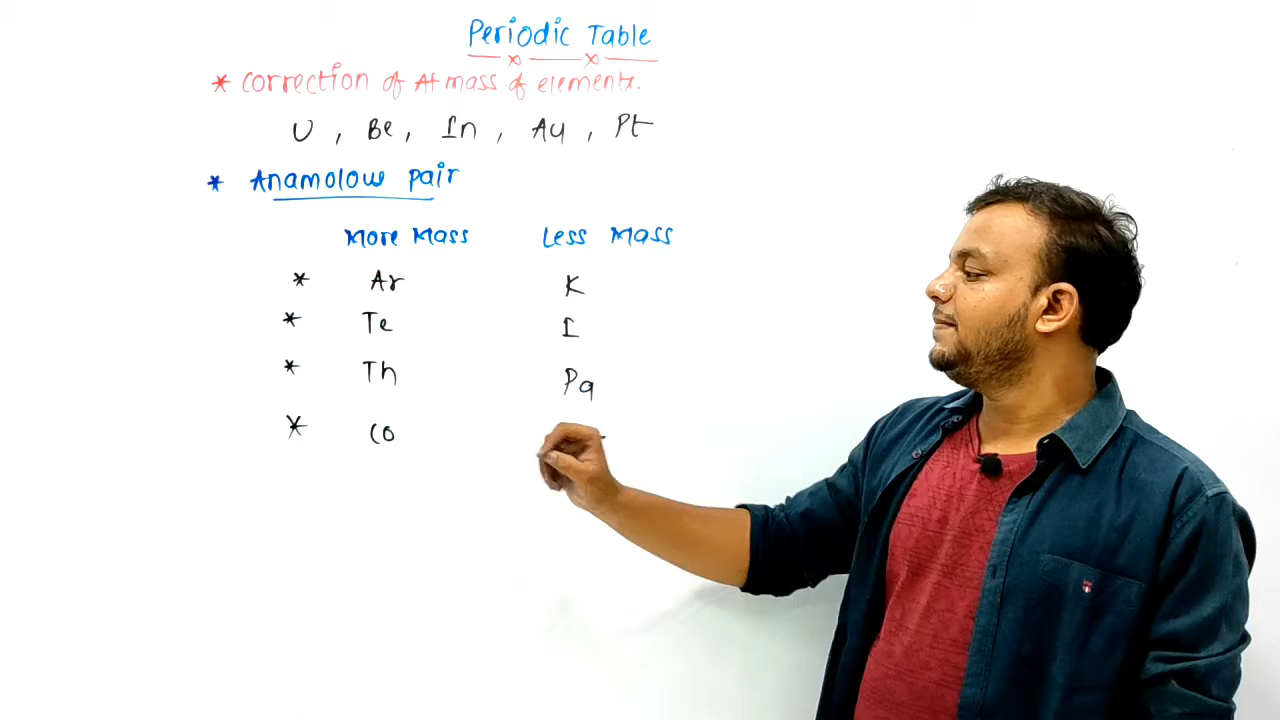 Periodic Table
* Correction of At mass of elements.
U , Be , In , Au , Pt
* Anamolous pair
More Mass Less Mass
* Ar K
* Te I
* Th Pa
* Co